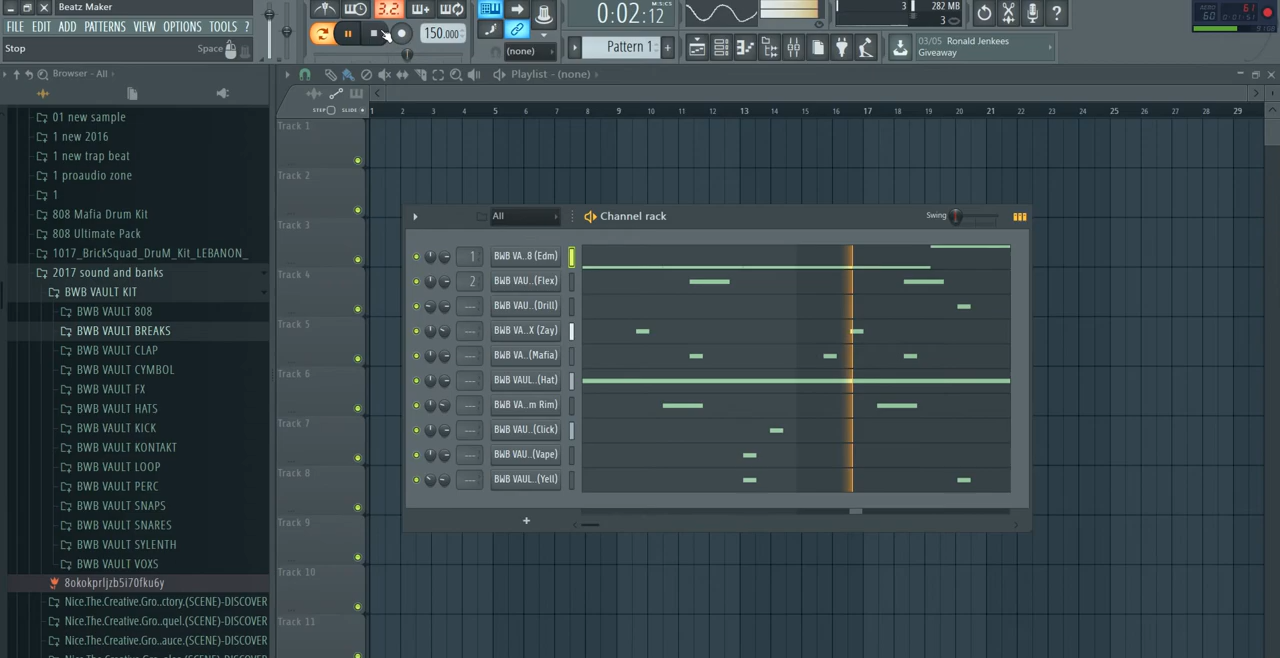 Beatz Maker
FILE EDIT ADD PATTERNS VIEW OPTIONS TOOLS ?
Stop Space
3.2.
150.000
0:02:12
M:S:CS
(none)
Pattern 1
3
282 MB
0
03/05 Ronald Jenkees
Giveaway
Browser - All
01 new sample
1 new 2016
1 new trap beat
1 proaudio zone
1
808 Mafia Drum Kit
808 Ultimate Pack
1017_BrickSquad_DruM_Kit_LEBANON_
2017 sound and banks
BWB VAULT KIT
BWB VAULT 808
BWB VAULT BREAKS
BWB VAULT CLAP
BWB VAULT CYMBOL
BWB VAULT FX
BWB VAULT HATS
BWB VAULT KICK
BWB VAULT KONTAKT
BWB VAULT LOOP
BWB VAULT PERC
BWB VAULT SNAPS
BWB VAULT SNARES
BWB VAULT SYLENTH
BWB VAULT VOXS
Nice.The.Creative.Gro..ctory.(SCENE)-DISCOVER
Nice.The.Creative.Gro..quel.(SCENE)-DISCOVER
Nice.The.Creative.Gro..auce.(SCENE)-DISCOVER
Playlist - (none)
STEP SLIDE
1 2 3 4 5 6 7 8 9 10 11 12 13 14 15 16 17 18 19 20 21 22 23 24 25 26 27 28 29
Track 1
Track 2
Track 3
Track 4
Track 5
Track 6
Track 7
Track 8
Track 9
Track 10
Track 11
All
Channel rack
Swing
1 BWB VA..8 (Edm)
2 BWB VAU..(Flex)
--- BWB VAU..(Drill)
--- BWB VA..X (Zay)
--- BWB VA..(Mafia)
--- BWB VAUL..(Hat)
--- BWB VA..m Rim)
--- BWB VAU..(Click)
--- BWB VAU..(Vape)
--- BWB VAUL..(Yell)